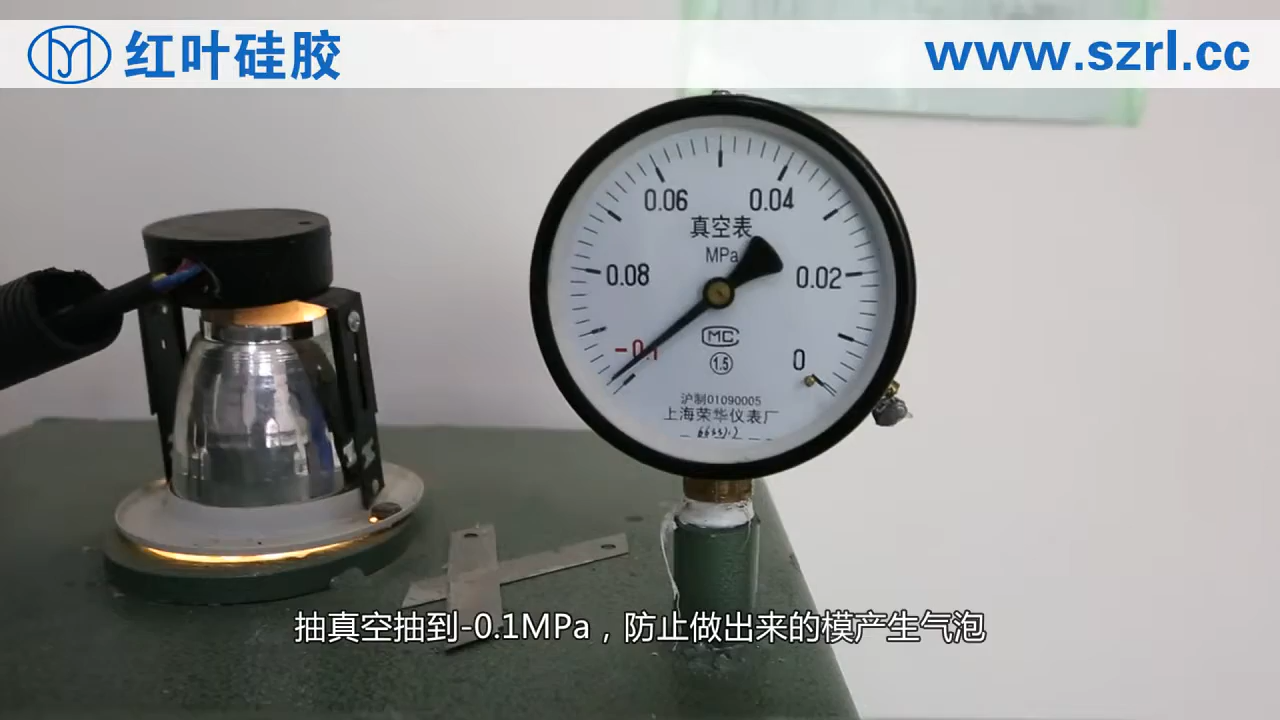 红叶硅胶
www.szrl.cc
0.06
0.04
真空表
MPa
0.08
0.02
-0.1
MC
1.5
0
沪制01090005
上海荣华仪表厂
抽真空抽到-0.1MPa，防止做出来的模产生气泡